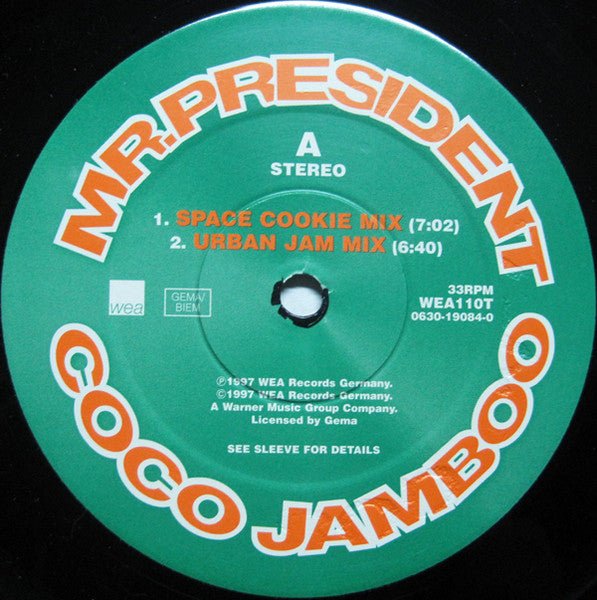 MR.PRESIDENT
A
STEREO
1. SPACE COOKIE MIX (7:02)
2. URBAN JAM MIX (6:40)
wea
GEMA/
BIEM
33RPM
WEA110T
0630-19084-0
℗1997 WEA Records Germany.
©1997 WEA Records Germany.
A Warner Music Group Company.
Licensed by Gema
SEE SLEEVE FOR DETAILS
COCO JAMBOO